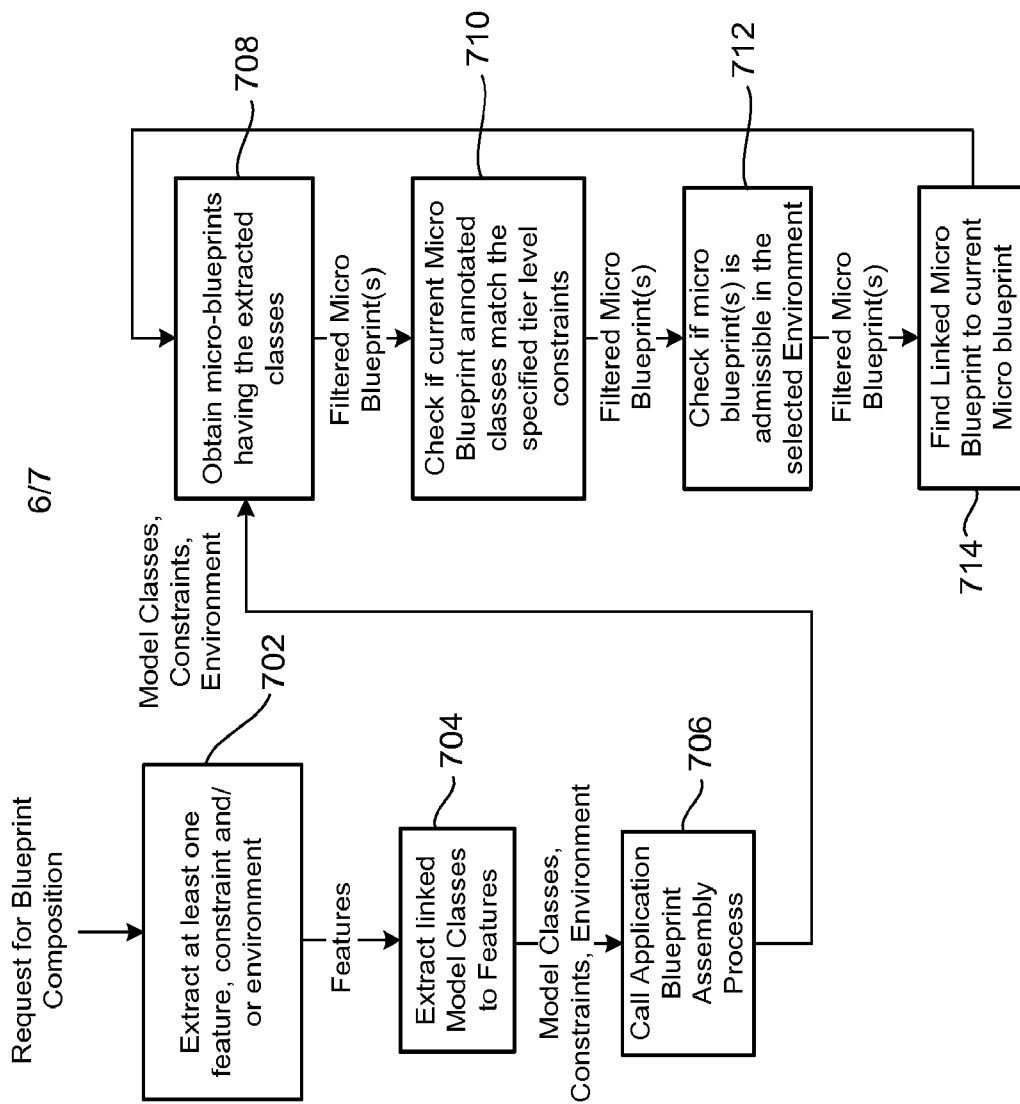 6/7
Request for Blueprint
Composition
702
Extract at least one
feature, constraint and/
or environment
Features
704
Extract linked
Model Classes
to Features
Model Classes,
Constraints, Environment
706
Call Application
Blueprint
Assembly
Process
Model Classes,
Constraints,
Environment
708
Obtain micro-blueprints
having the extracted
classes
Filtered Micro
Blueprint(s)
710
Check if current Micro
Blueprint annotated
classes match the
specified tier level
constraints
Filtered Micro
Blueprint(s)
712
Check if micro
blueprint(s) is
admissible in the
selected Environment
Filtered Micro
Blueprint(s)
Find Linked Micro
Blueprint to current
Micro blueprint
714